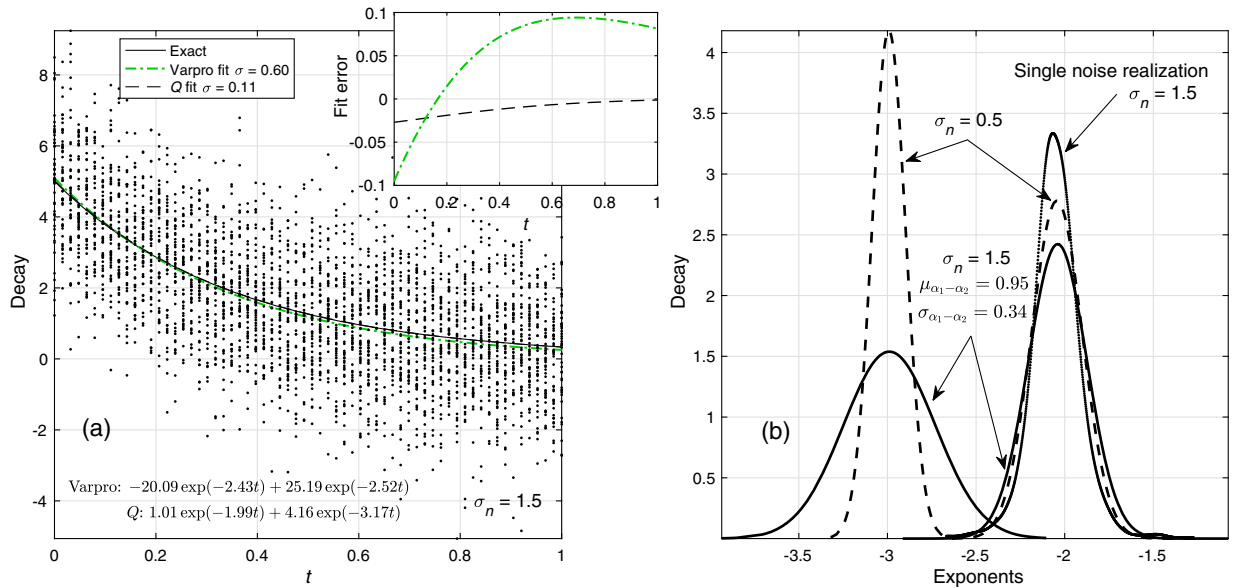 Exact
Varpro fit σ = 0.60
Q fit σ = 0.11
Decay
8
6
4
2
0
-2
-4
(a)
Varpro: −20.09 exp(−2.43t) + 25.19 exp(−2.52t)
Q: 1.01 exp(−1.99t) + 4.16 exp(−3.17t)
σn = 1.5
0 0.2 0.4 0.6 0.8 1
t
Fit error
0.1
0.05
0
-0.05
-0.1
0 0.2 0.4 0.6 0.8 1
t
Decay
4
3.5
3
2.5
2
1.5
1
0.5
Single noise realization
σn = 1.5
σn = 0.5
σn = 1.5
μα1−α2 = 0.95
σα1−α2 = 0.34
(b)
-3.5 -3 -2.5 -2 -1.5
Exponents